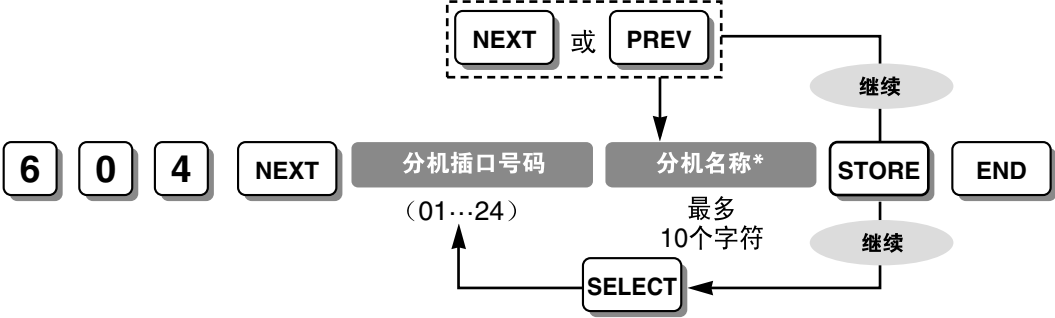 NEXT 或 PREV
继续
6 0 4 NEXT 分机插口号码 分机名称* STORE END
（01···24） 最多
10个字符
继续
SELECT